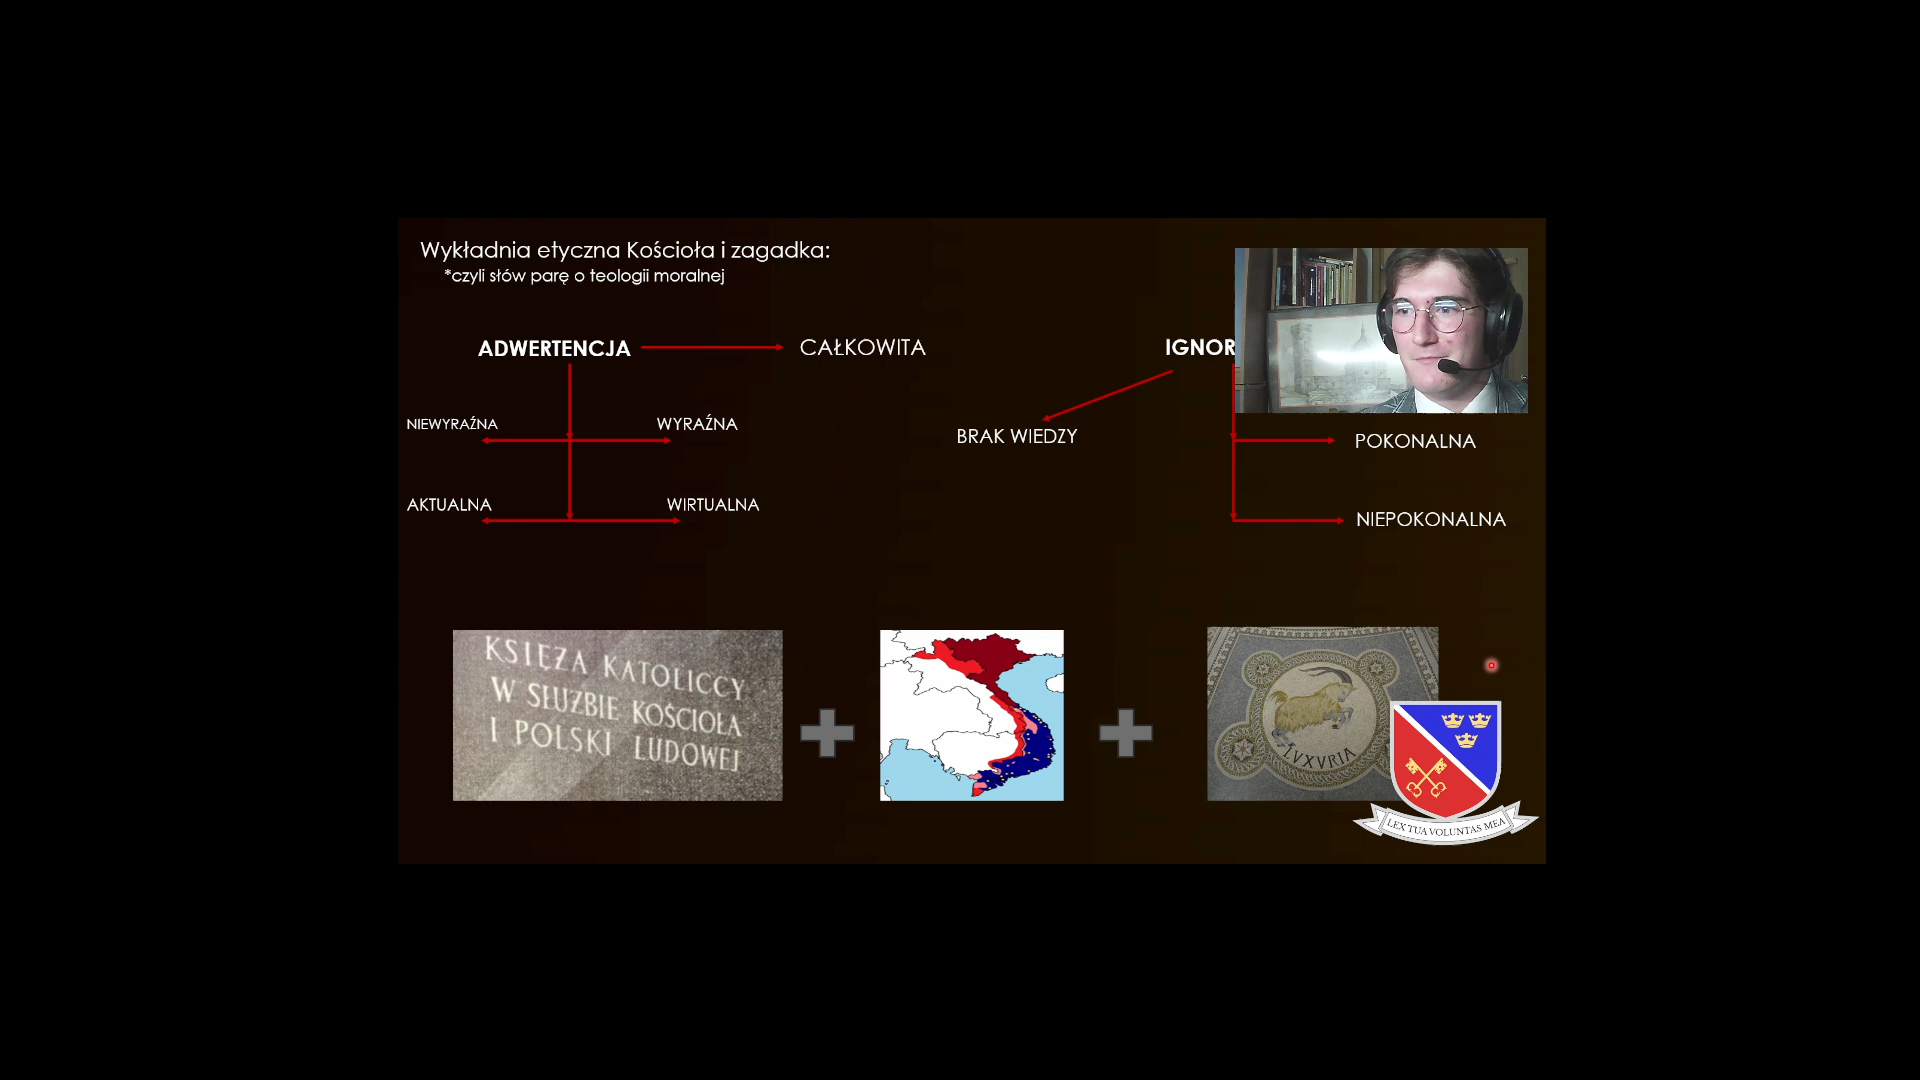 Wykładnia etyczna Kościoła i zagadka:
*czyli słów parę o teologii moralnej
ADWERTENCJA
CAŁKOWITA
IGNOR
NIEWYRAŹNA
WYRAŹNA
BRAK WIEDZY
POKONALNA
AKTUALNA
WIRTUALNA
NIEPOKONALNA
KSIĘŻA KATOLICCY
W SŁUŻBIE KOŚCIOŁA
I POLSKI LUDOWEJ
LVXVRIA
LEX TUA VOLUNTAS MEA